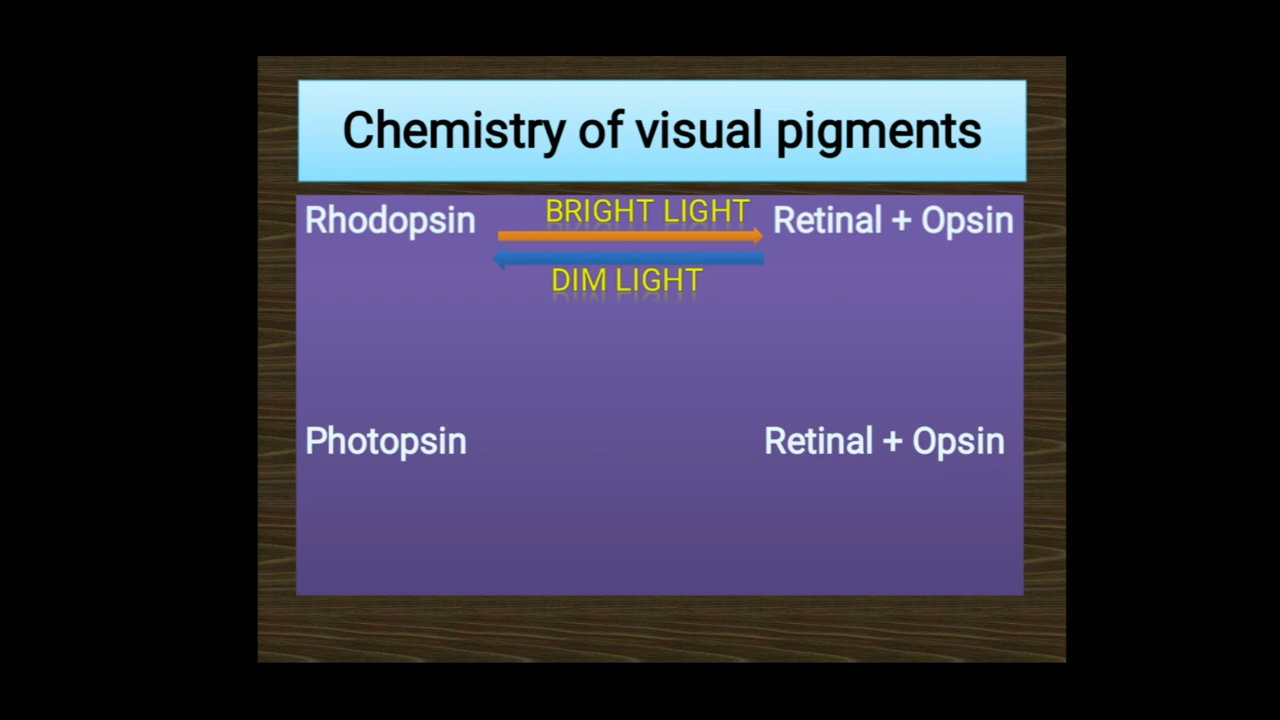 Chemistry of visual pigments
Rhodopsin BRIGHT LIGHT Retinal + Opsin
DIM LIGHT
Photopsin Retinal + Opsin